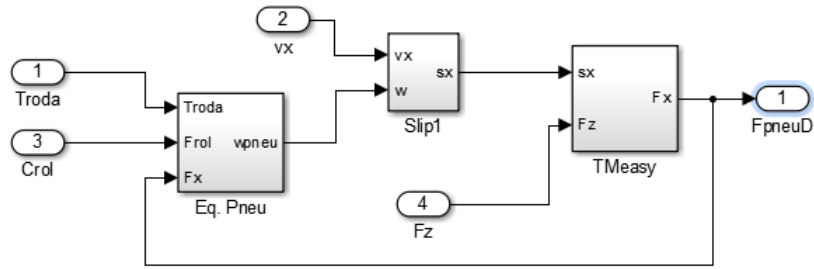 2
vx
1
Troda
3
Crol
Troda
Frol
wpneu
Fx
Eq. Pneu
vx
sx
w
Slip1
sx
Fx
Fz
TMeasy
4
Fz
1
FpneuD